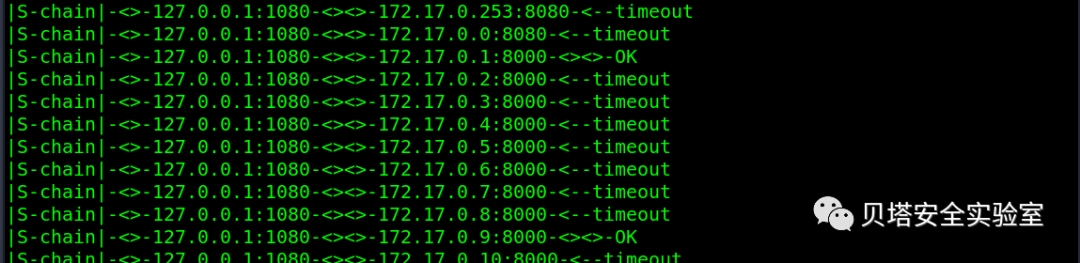 |S-chain|-<>-127.0.0.1:1080-<><>-172.17.0.253:8080-<--timeout
|S-chain|-<>-127.0.0.1:1080-<><>-172.17.0.0:8080-<--timeout
|S-chain|-<>-127.0.0.1:1080-<><>-172.17.0.1:8000-<><>-OK
|S-chain|-<>-127.0.0.1:1080-<><>-172.17.0.2:8000-<--timeout
|S-chain|-<>-127.0.0.1:1080-<><>-172.17.0.3:8000-<--timeout
|S-chain|-<>-127.0.0.1:1080-<><>-172.17.0.4:8000-<--timeout
|S-chain|-<>-127.0.0.1:1080-<><>-172.17.0.5:8000-<--timeout
|S-chain|-<>-127.0.0.1:1080-<><>-172.17.0.6:8000-<--timeout
|S-chain|-<>-127.0.0.1:1080-<><>-172.17.0.7:8000-<--timeout
|S-chain|-<>-127.0.0.1:1080-<><>-172.17.0.8:8000-<--timeout
贝塔安全实验室
|S-chain|-<>-127.0.0.1:1080-<><>-172.17.0.9:8000-<><>-OK
|S-chain|-<>-127.0.0.1:1080-<><>-172.17.0.10:8000-<--timeout